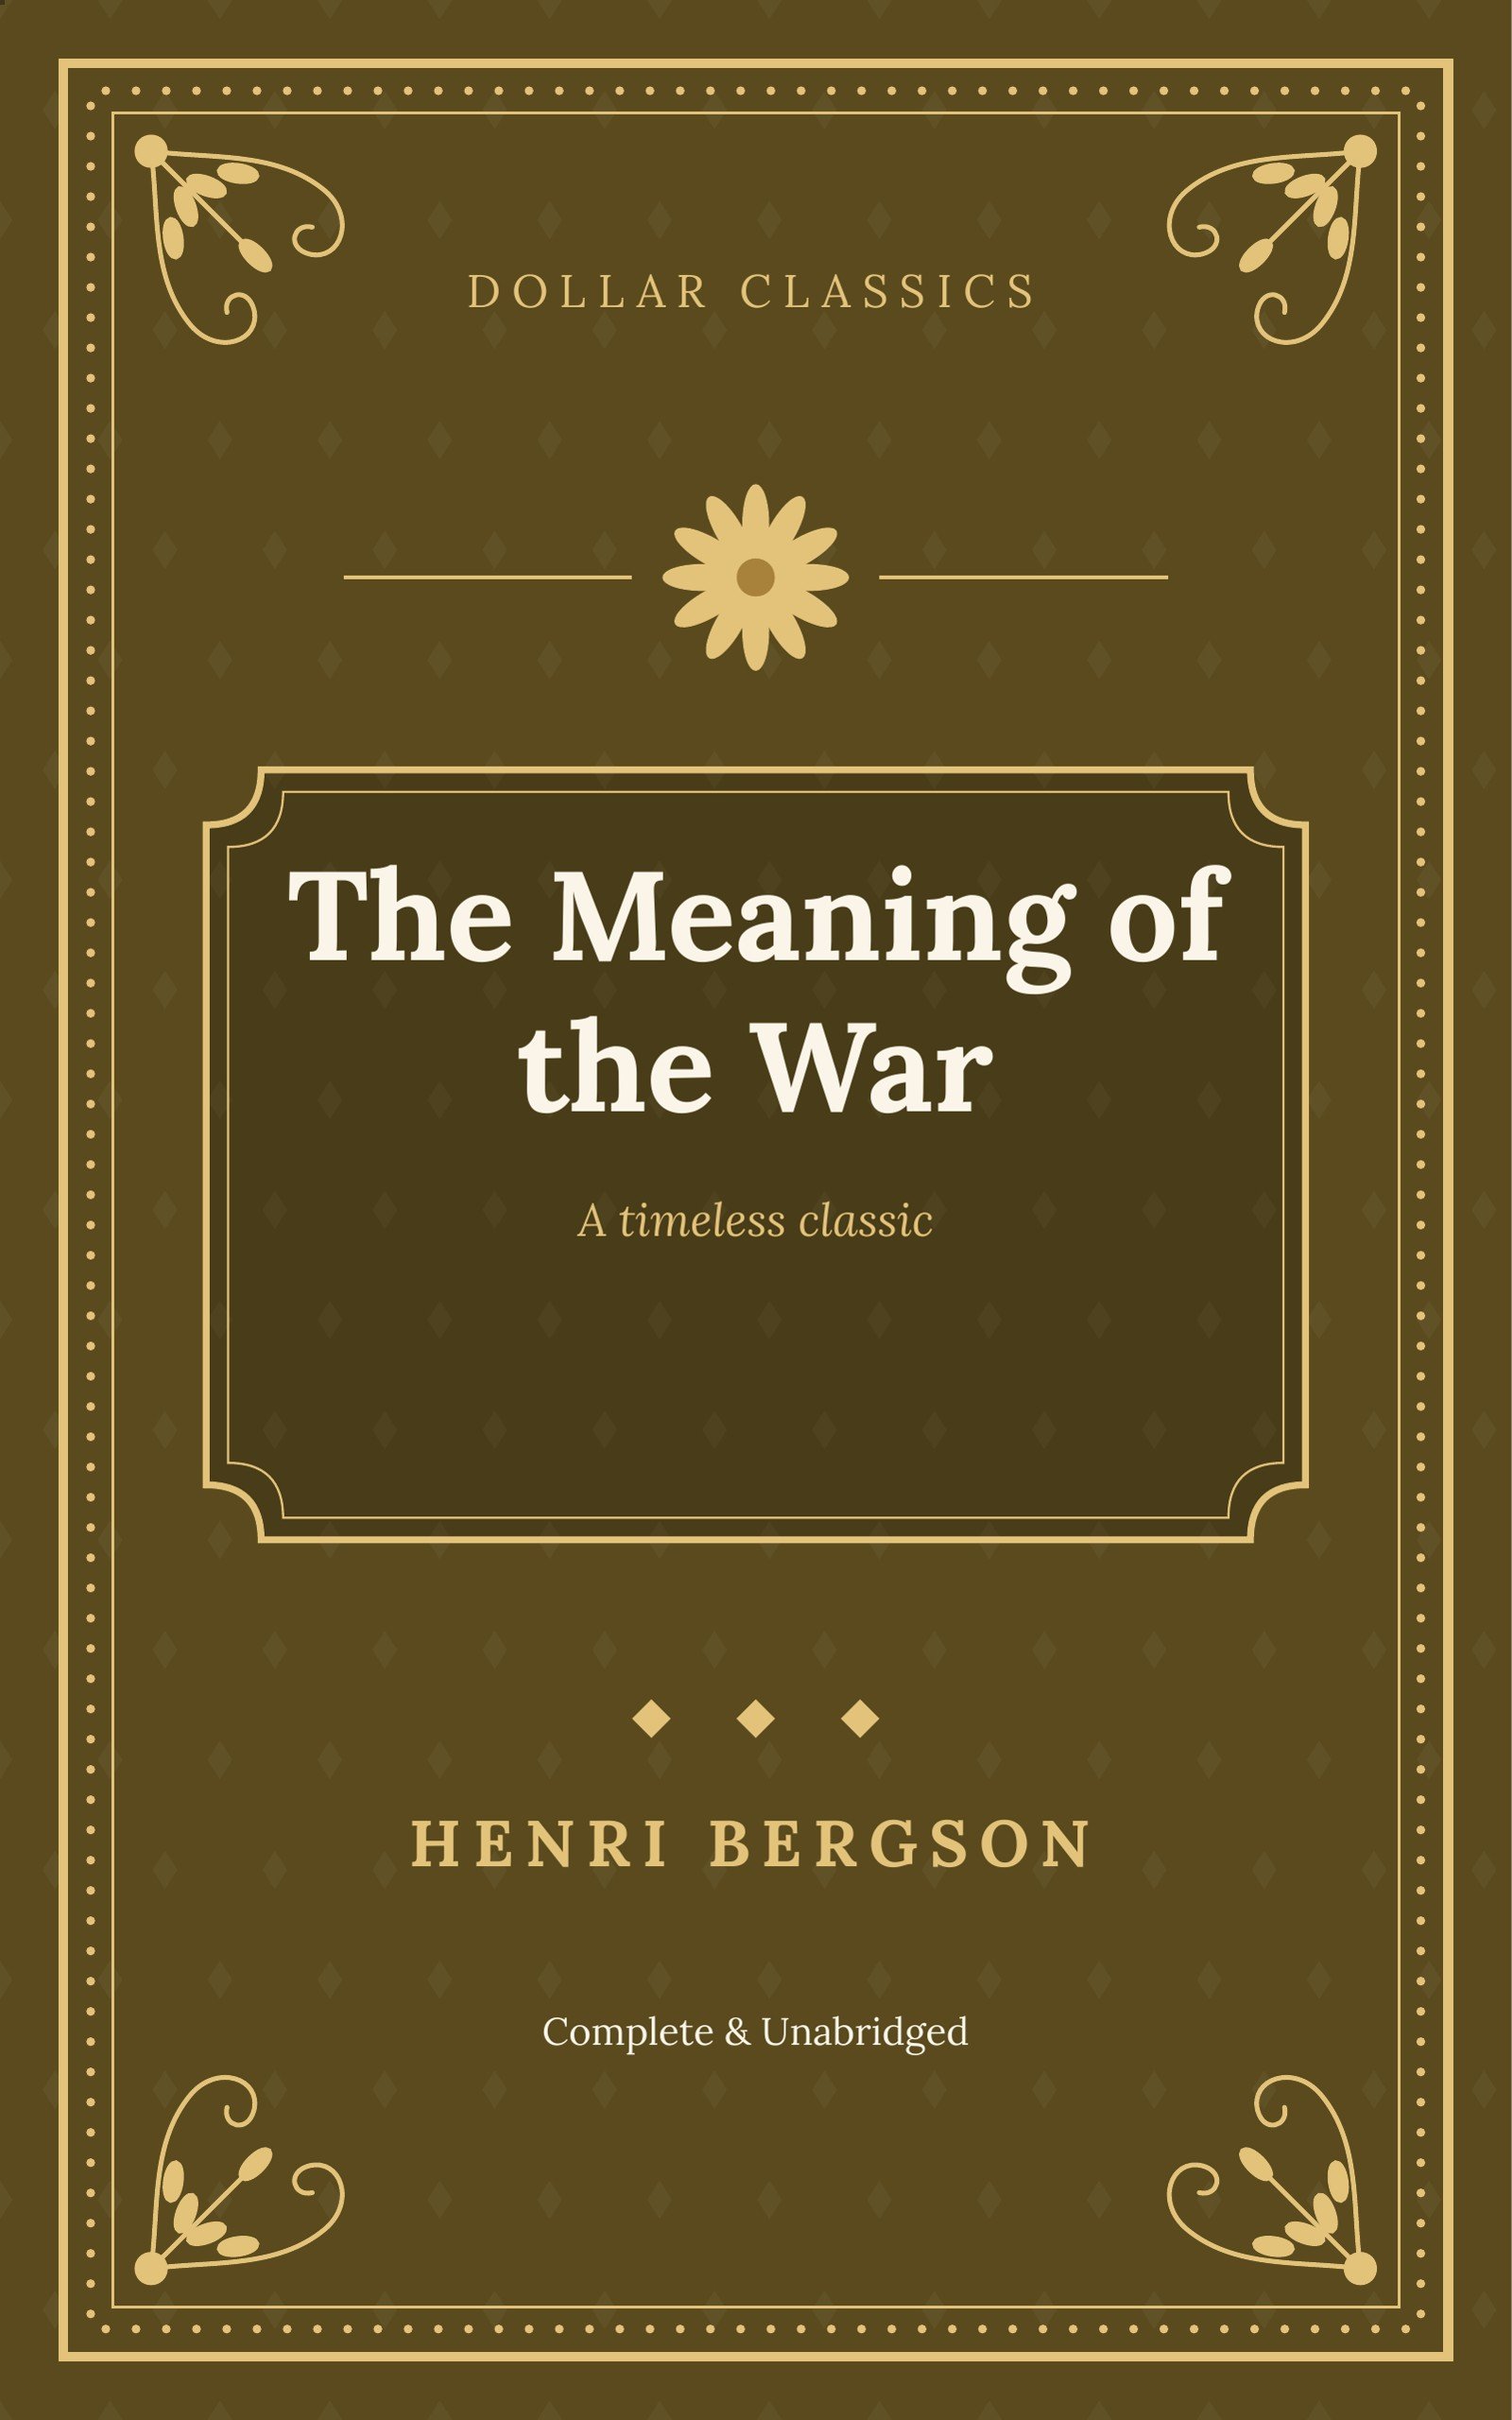 DOLLAR CLASSICS
The Meaning of
the War
A timeless classic
HENRI BERGSON
Complete & Unabridged